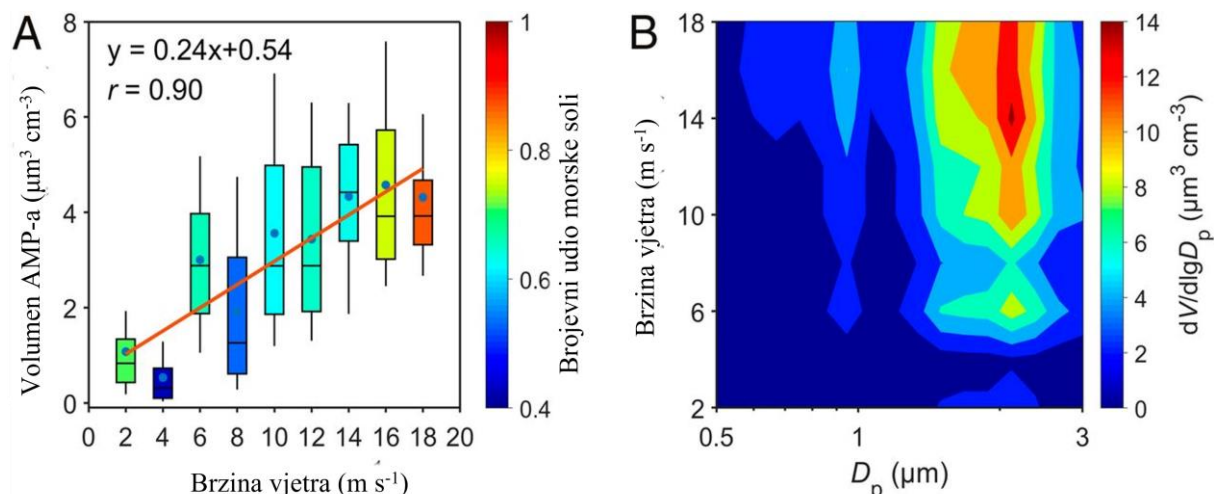 A
y = 0.24x+0.54
r = 0.90
Volumen AMP-a (µm³ cm⁻³)
8
6
4
2
0
0 2 4 6 8 10 12 14 16 18 20
Brzina vjetra (m s⁻¹)
1
0.8
0.6
0.4
Brojevni udio morske soli
B
Brzina vjetra (m s⁻¹)
18
14
10
6
2
0.5 1 3
Dₚ (µm)
14
12
10
8
6
4
2
0
dV/dlgDₚ (µm³ cm⁻³)